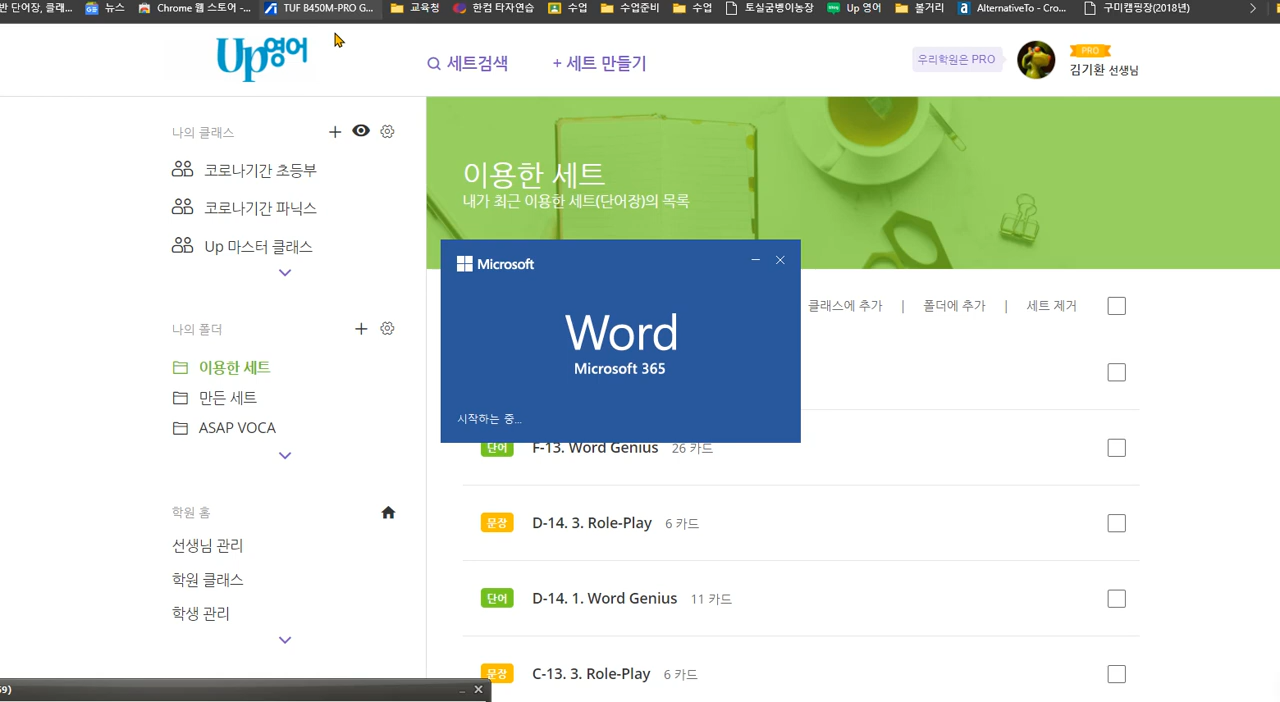 반 단어장, 클래... 뉴스 Chrome 웹 스토어 -... TUF B450M-PRO G... 교육청 한컴 타자연습 수업 수업준비 수업 토실굼벵이농장 Up 영어 볼거리 AlternativeTo - Cro... 구미캠핑장(2018년)
Up영어
세트검색
+ 세트 만들기
우리학원은 PRO
PRO
김기환 선생님
나의 클래스
코로나기간 초등부
코로나기간 파닉스
Up 마스터 클래스
나의 폴더
이용한 세트
만든 세트
ASAP VOCA
학원 홈
선생님 관리
학원 클래스
학생 관리
이용한 세트
내가 최근 이용한 세트(단어장)의 목록
Microsoft
Word
Microsoft 365
시작하는 중...
클래스에 추가 | 폴더에 추가 | 세트 제거
단어 F-13. Word Genius 26 카드
문장 D-14. 3. Role-Play 6 카드
단어 D-14. 1. Word Genius 11 카드
문장 C-13. 3. Role-Play 6 카드